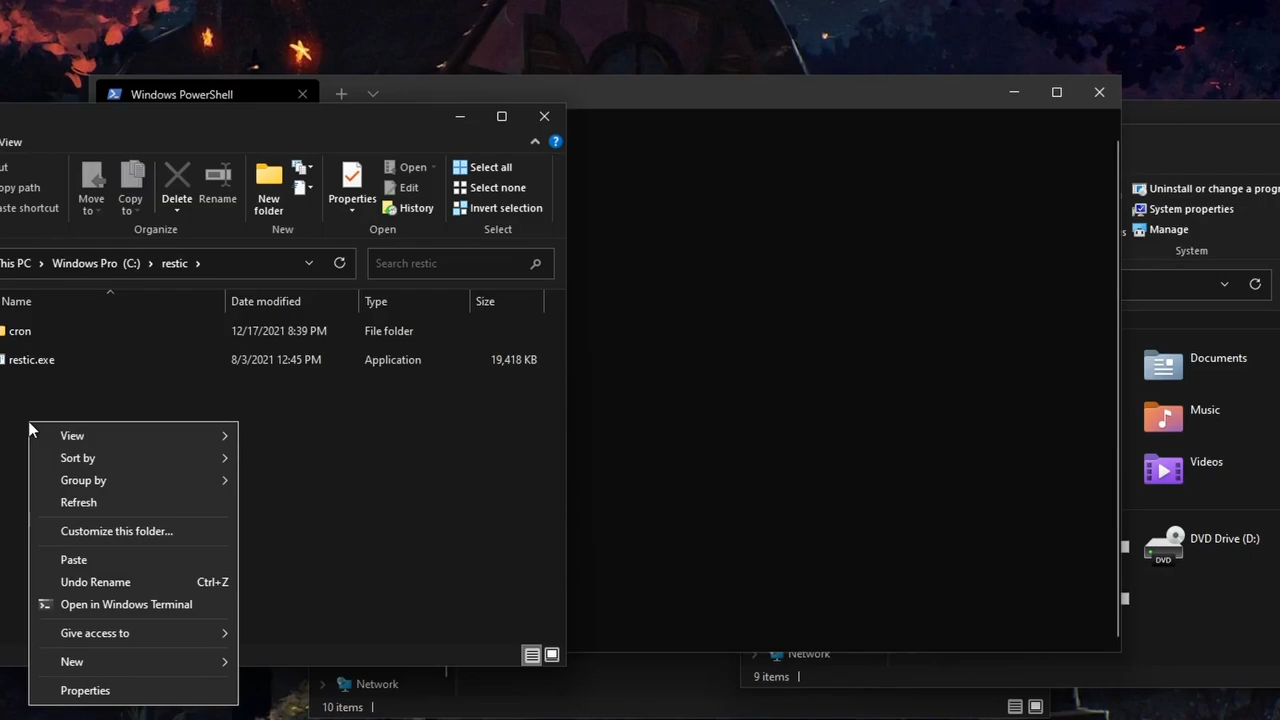 Windows PowerShell
View
ut
opy path
aste shortcut
Move to
Copy to
Delete
Rename
New folder
Properties
Open
Edit
History
Select all
Select none
Invert selection
Organize
New
Open
Select
his PC > Windows Pro (C:) > restic >
Search restic
Name
Date modified
Type
Size
cron
12/17/2021 8:39 PM
File folder
restic.exe
8/3/2021 12:45 PM
Application
19,418 KB
View
Sort by
Group by
Refresh
Customize this folder...
Paste
Undo Rename Ctrl+Z
Open in Windows Terminal
Give access to
New
Properties
Network
10 items
Network
9 items
Uninstall or change a prog
System properties
s
Manage
System
Documents
Music
Videos
DVD Drive (D:)
DVD